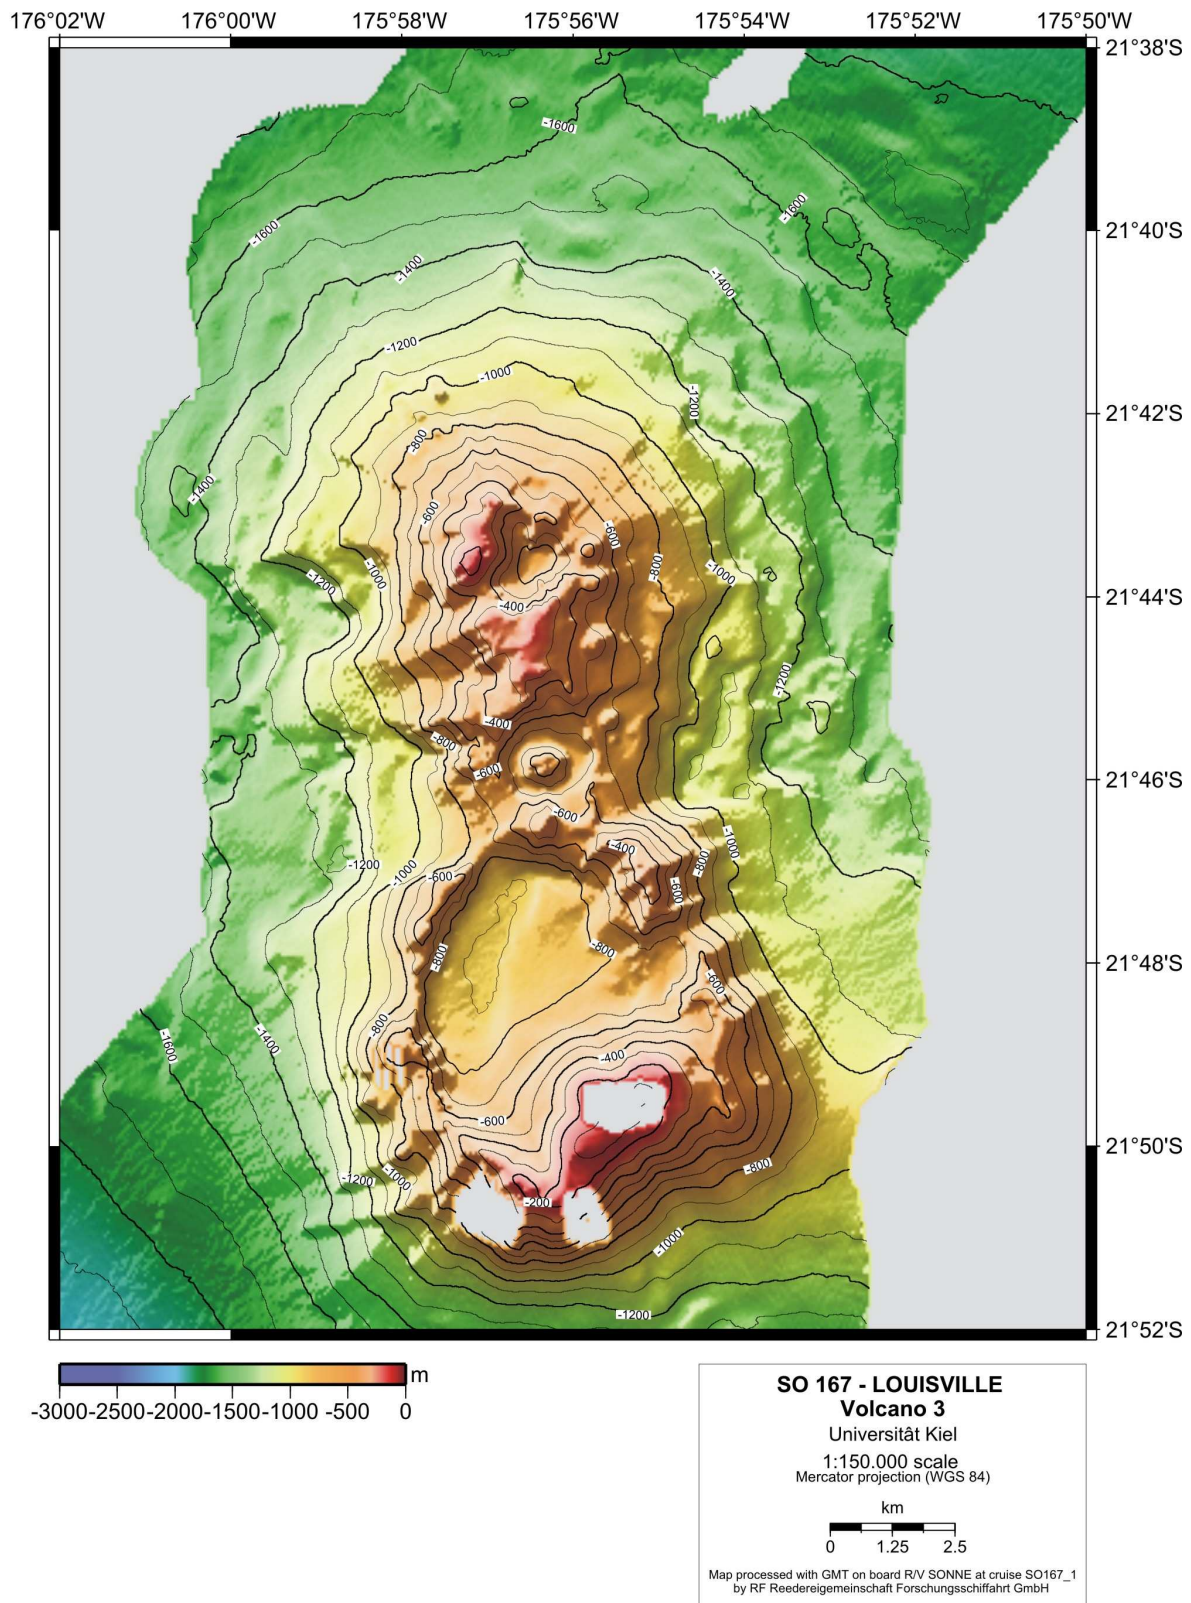 176°02'W 176°00'W 175°58'W 175°56'W 175°54'W 175°52'W 175°50'W
21°38'S
-1600
-1600
21°40'S
-1600
-1400
-1400
-1200
-1000
-1200
21°42'S
-800
-1400
-600
-600
-800
-1000
-1000
-1200
21°44'S
-400
-1200
-400
-800
-600
21°46'S
-600
-400
-1000
-800
-1200
-1000
-600
-600
-800
-800
21°48'S
-600
-800
-1600
-1400
-400
-600
21°50'S
-800
-1200
-1000
-200
-1000
-1200
21°52'S
m
-3000 -2500 -2000 -1500 -1000 -500 0
SO 167 - LOUISVILLE
Volcano 3
Universitât Kiel
1:150.000 scale
Mercator projection (WGS 84)
km
0 1.25 2.5
Map processed with GMT on board R/V SONNE at cruise SO167_1
by RF Reedereigemeinschaft Forschungsschiffahrt GmbH